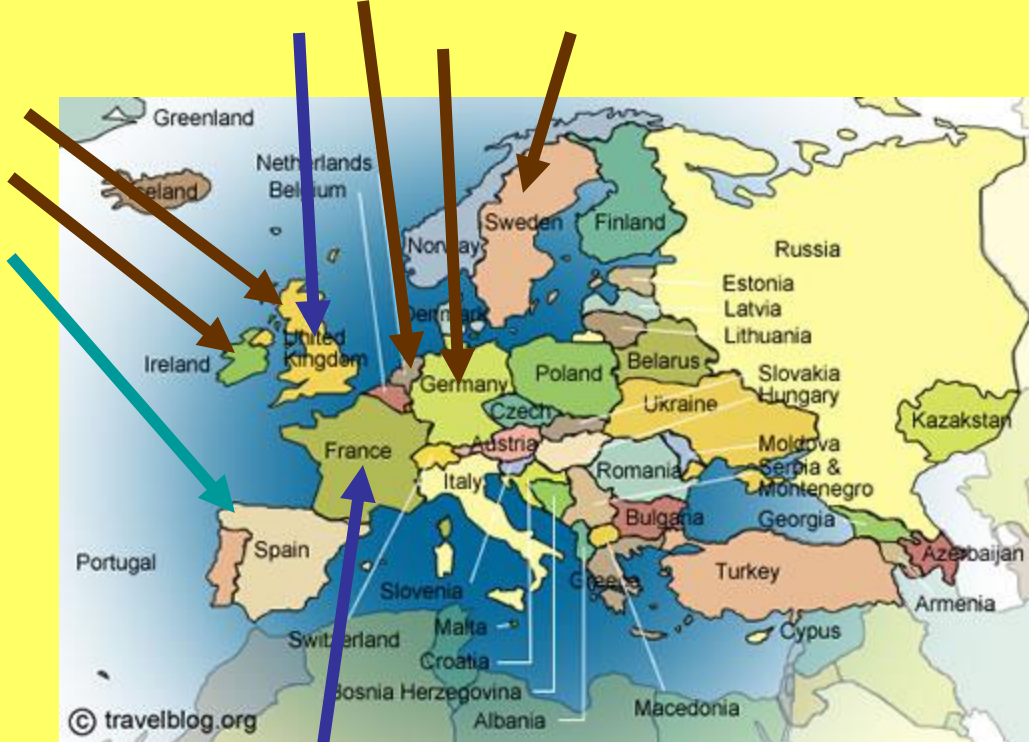 Greenland
Netherlands
Belgium
Iceland
Sweden
Finland
Norway
Russia
Estonia
Denmark
Latvia
Lithuania
United
Kingdom
Ireland
Belarus
Poland
Germany
Slovakia
Hungary
Ukraine
Czech
Kazakstan
Austria
Moldova
France
Romania
Serbia &
Montenegro
Italy
Bulgaria
Georgia
Spain
Azerbaijan
Portugal
Turkey
Greece
Slovenia
Armenia
Malta
Cypus
Switzerland
Croatia
Bosnia Herzegovina
Macedonia
Albania
© travelblog.org